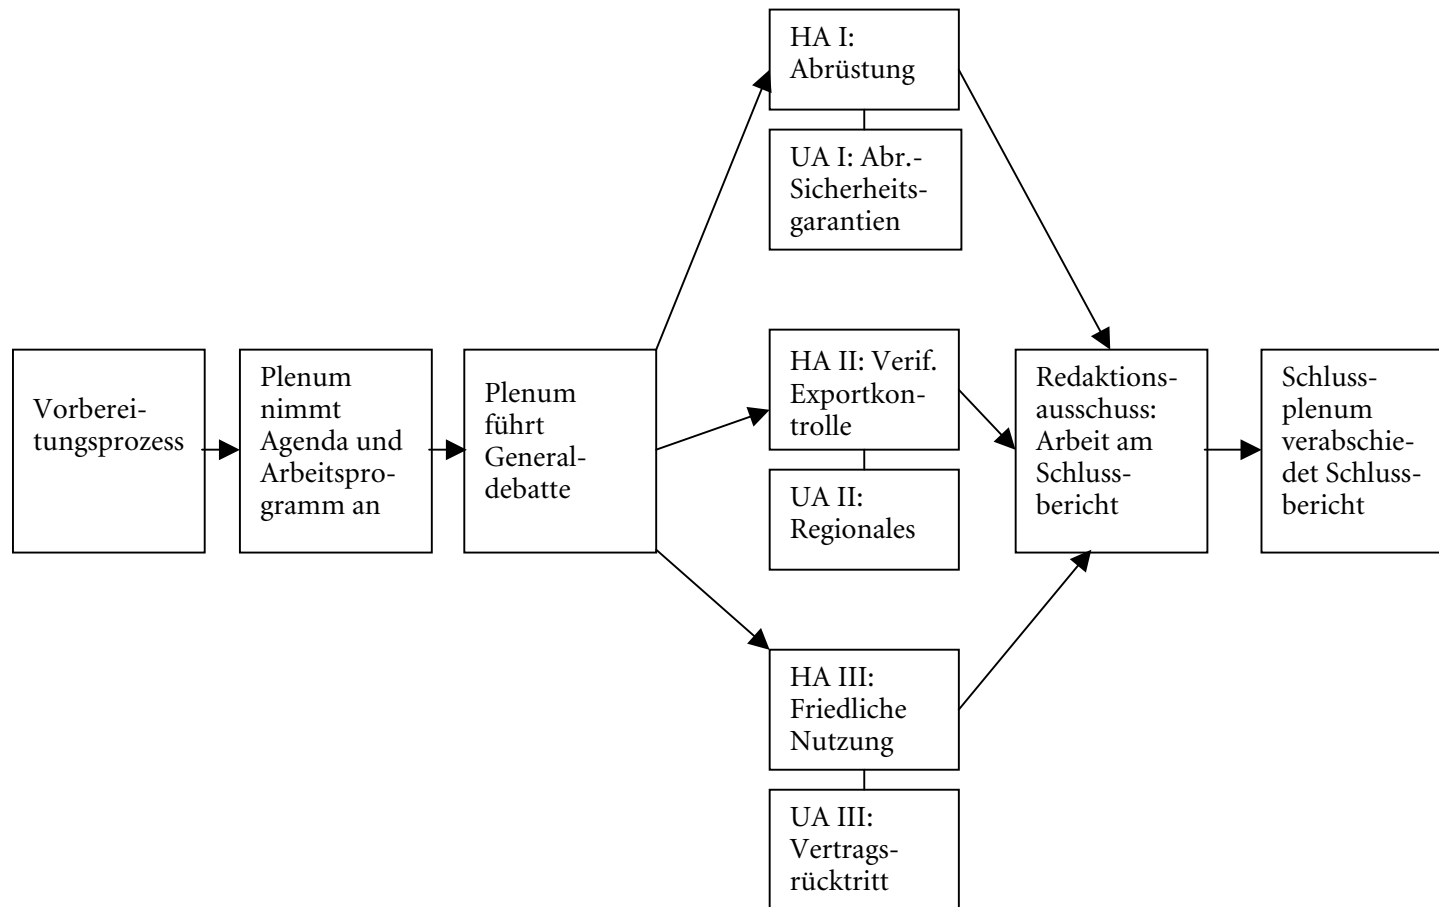 Vorberei-
tungsprozess
Plenum
nimmt
Agenda und
Arbeitspro-
gramm an
Plenum
führt
General-
debatte
HA I:
Abrüstung
UA I: Abr.-
Sicherheits-
garantien
HA II: Verif.
Exportkon-
trolle
UA II:
Regionales
HA III:
Friedliche
Nutzung
UA III:
Vertrags-
rücktritt
Redaktions-
ausschuss:
Arbeit am
Schluss-
bericht
Schluss-
plenum
verabschie-
det Schluss-
bericht